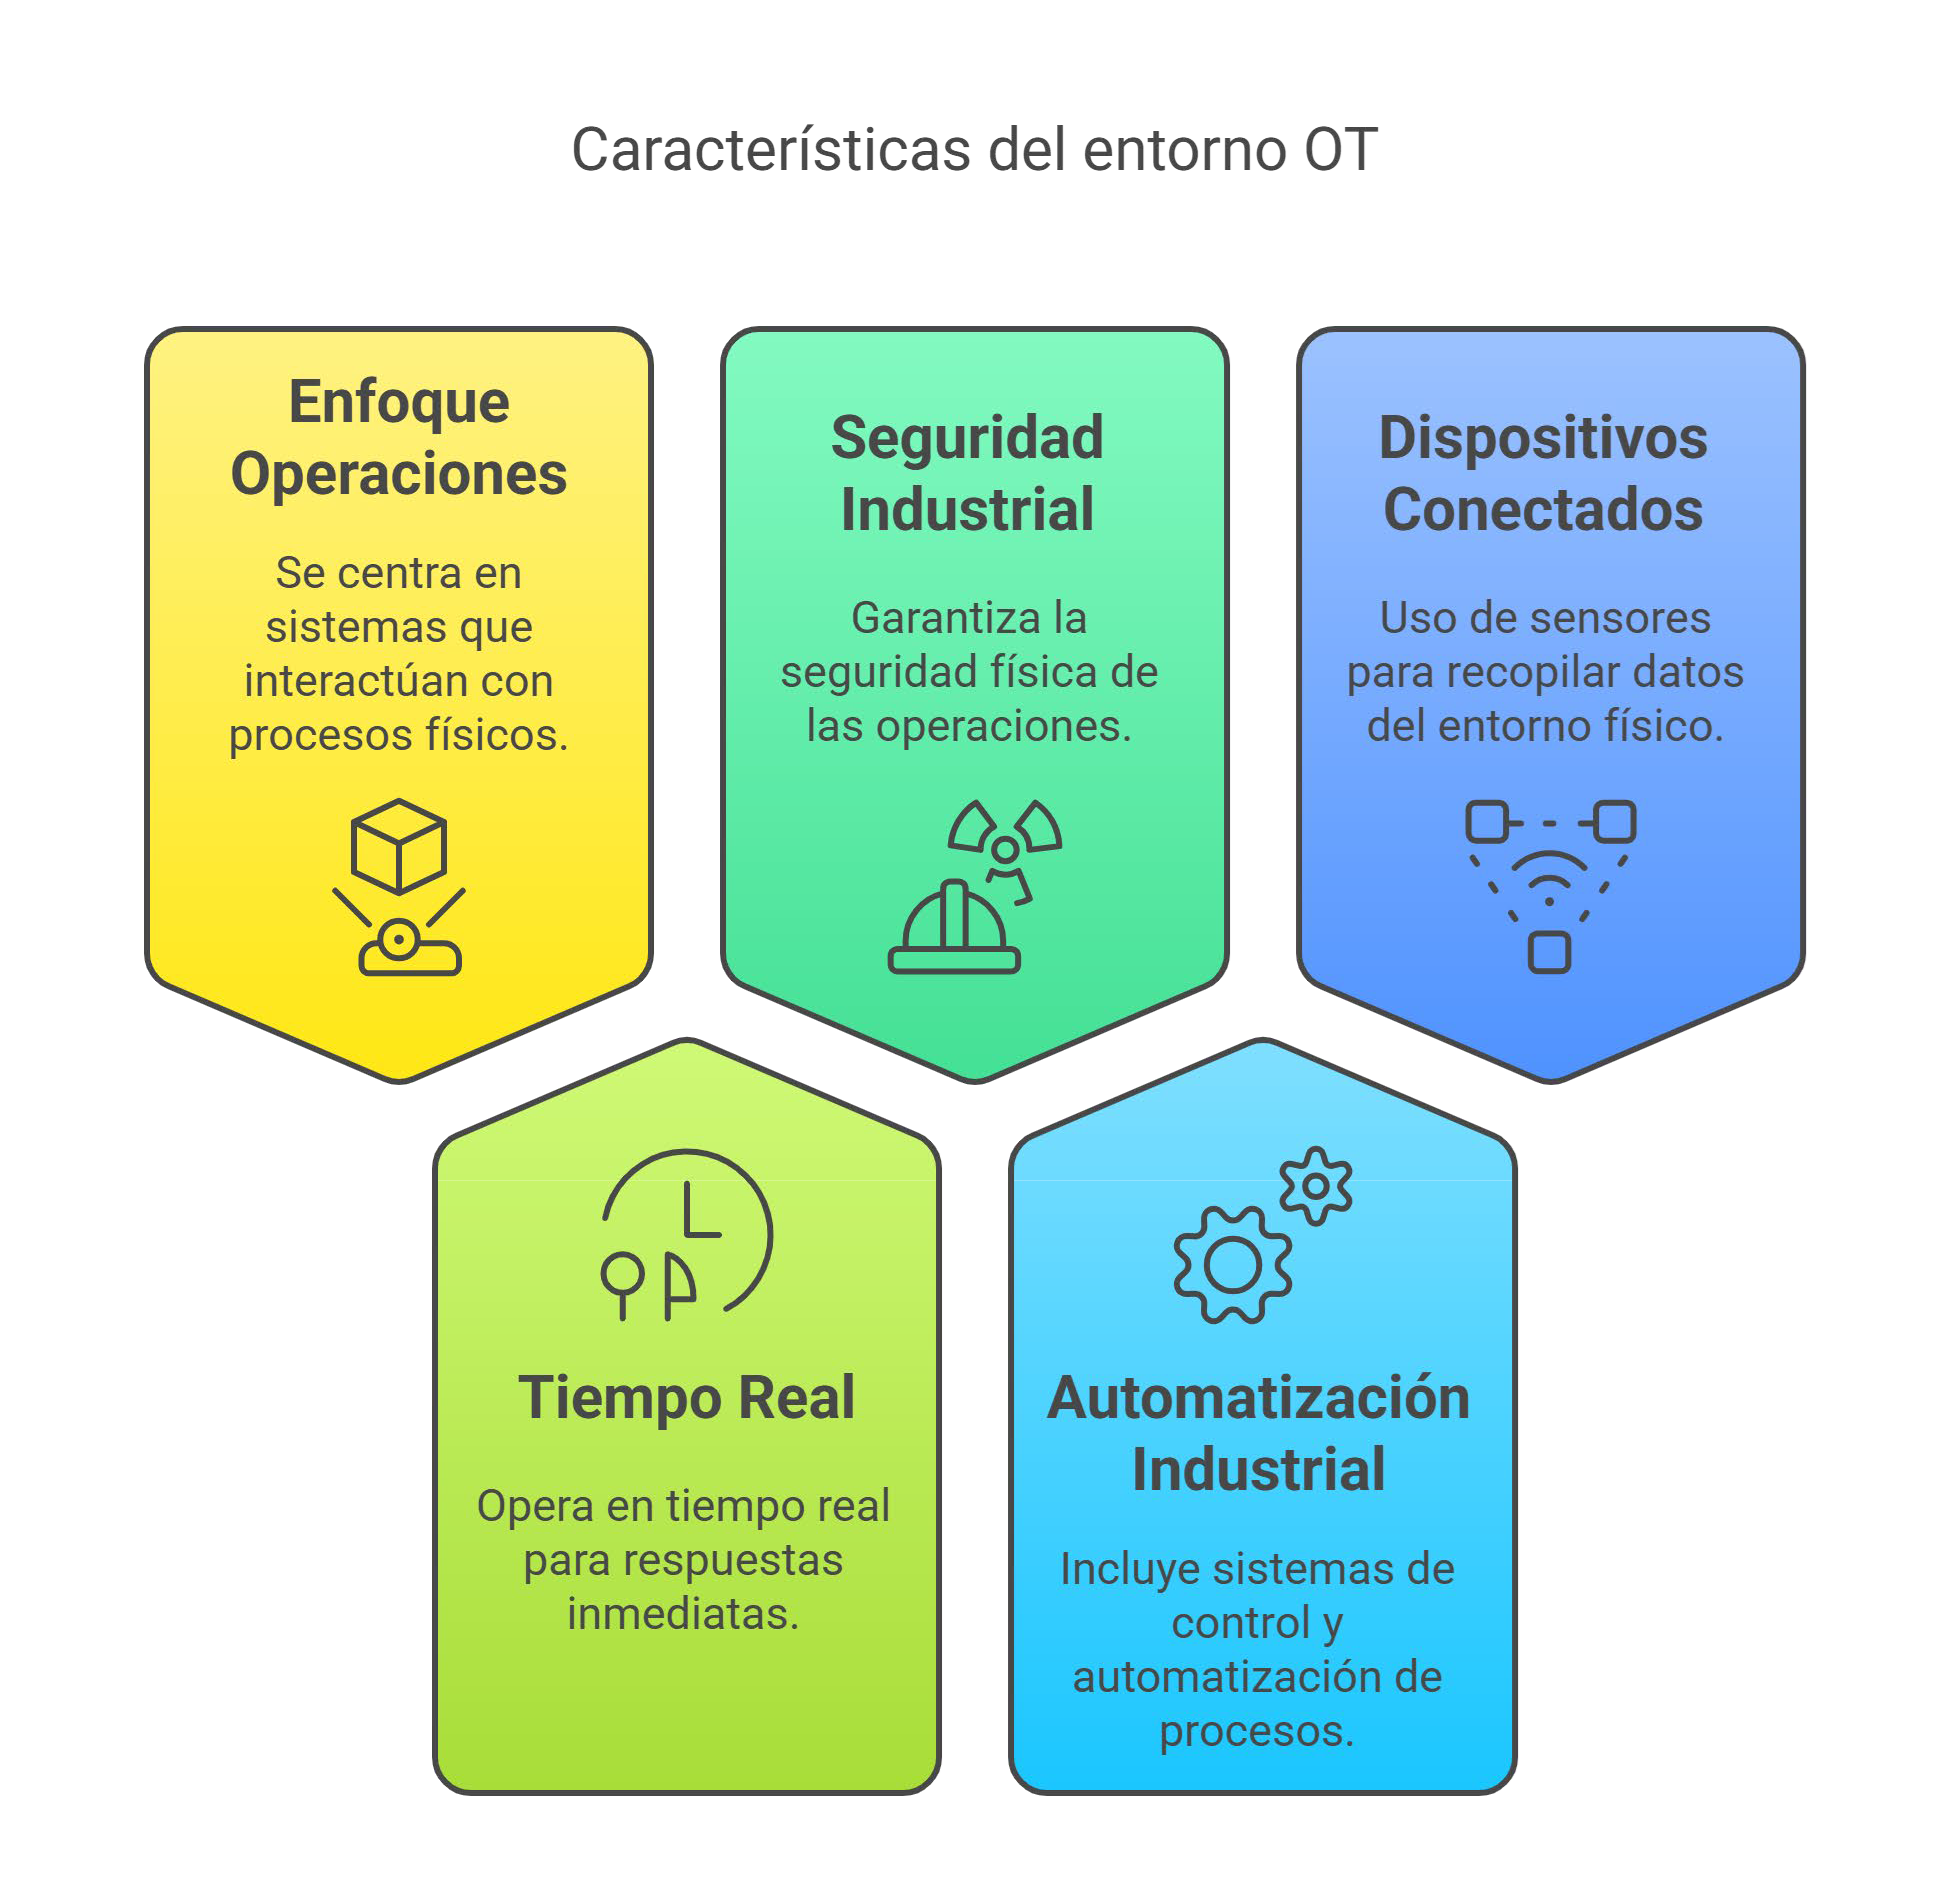 Características del entorno OT
Enfoque
Operaciones
Se centra en
sistemas que
interactúan con
procesos físicos.
Seguridad
Industrial
Garantiza la
seguridad física de
las operaciones.
Dispositivos
Conectados
Uso de sensores
para recopilar datos
del entorno físico.
Tiempo Real
Opera en tiempo real
para respuestas
inmediatas.
Automatización
Industrial
Incluye sistemas de
control y
automatización de
procesos.